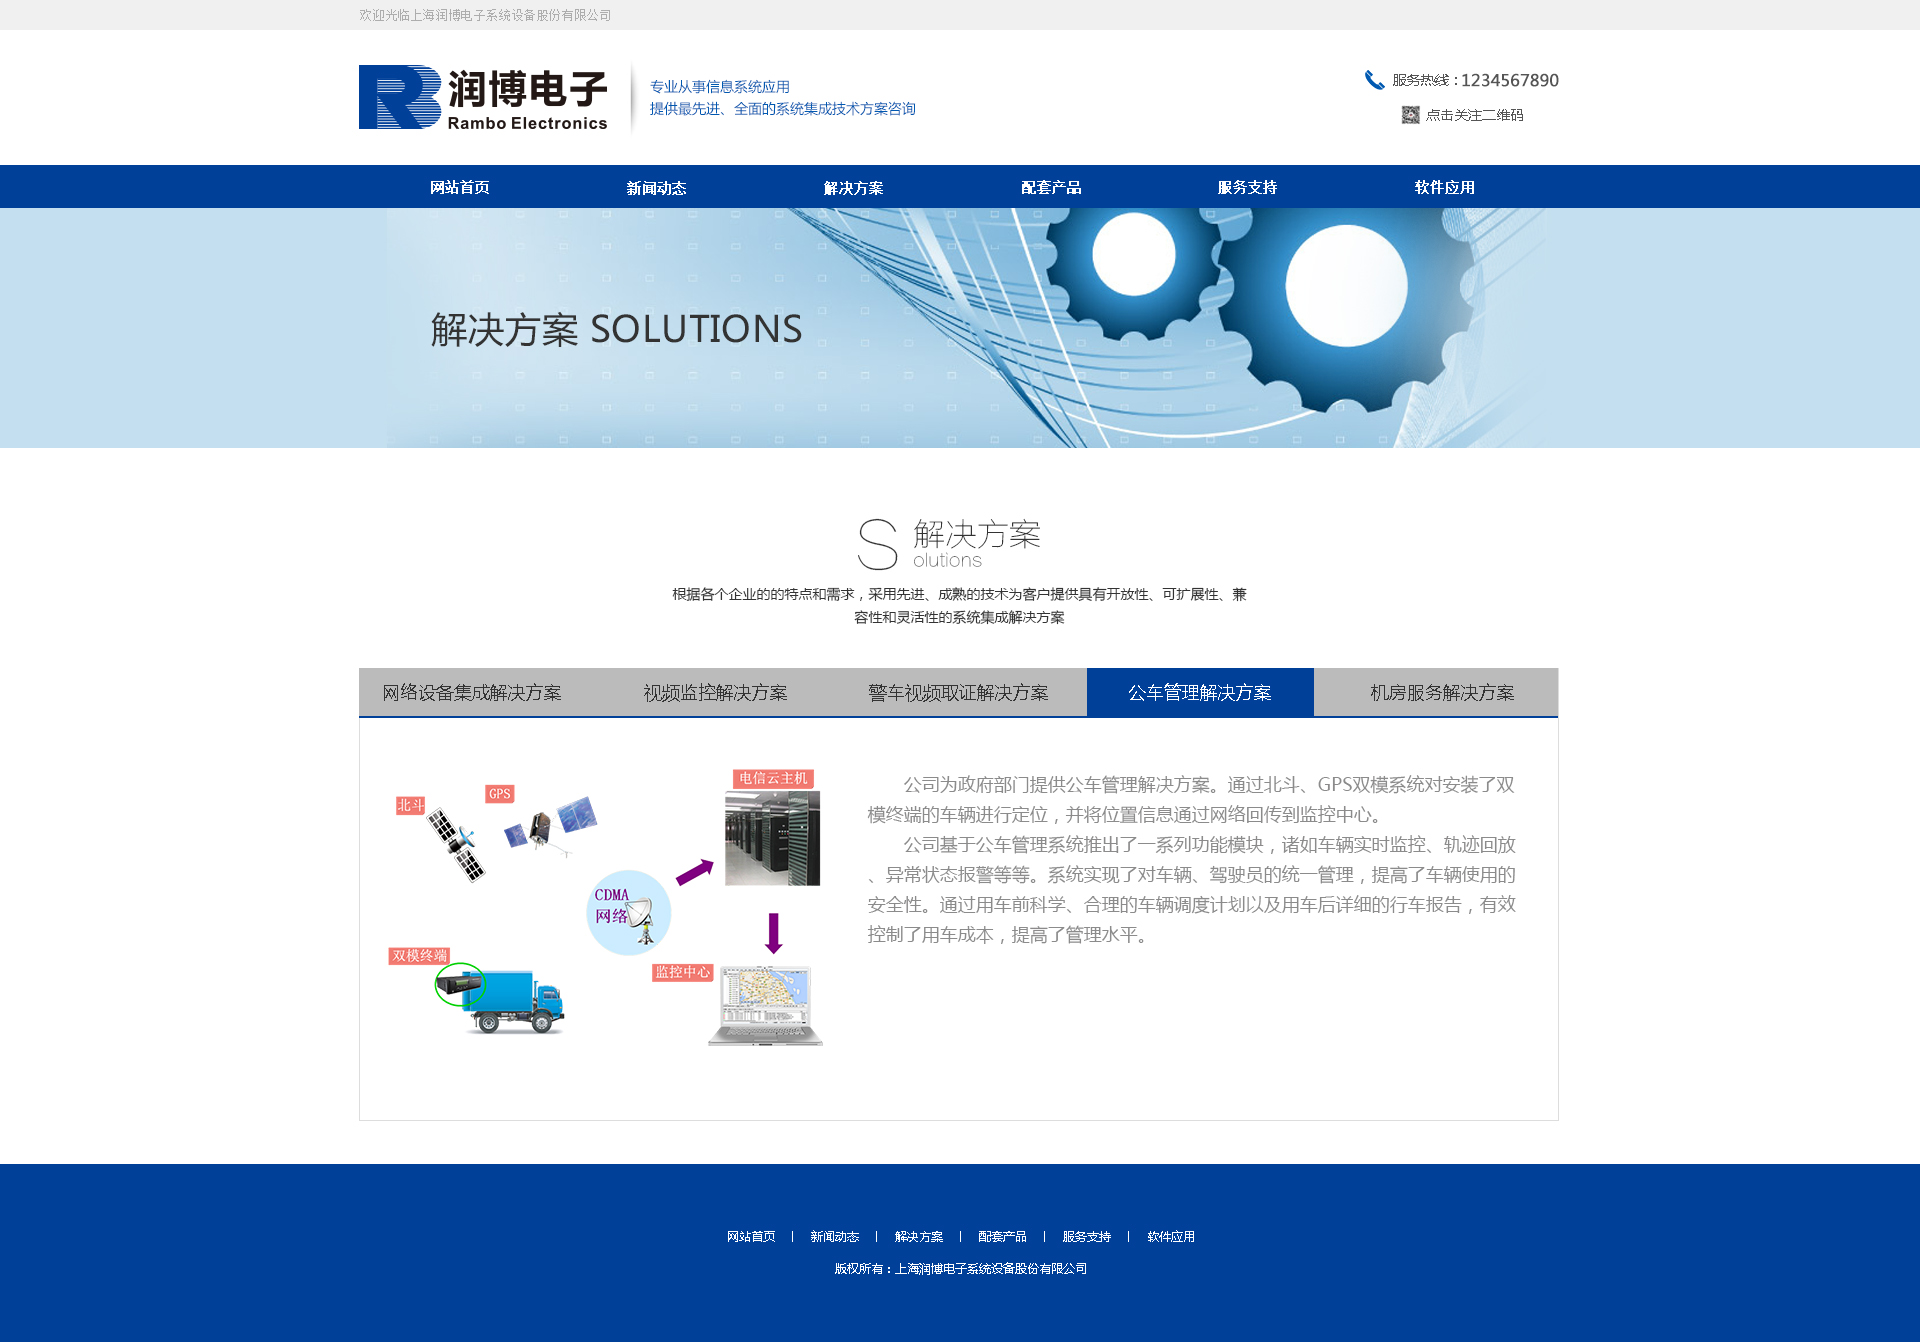 欢迎光临上海润博电子系统设备股份有限公司
润博电子
Rambo Electronics
专业从事信息系统应用
提供最先进、全面的系统集成技术方案咨询
服务热线：1234567890
点击关注二维码
网站首页 新闻动态 解决方案 配套产品 服务支持 软件应用
解决方案 SOLUTIONS
S 解决方案
olutions
根据各个企业的的特点和需求，采用先进、成熟的技术为客户提供具有开放性、可扩展性、兼
容性和灵活性的系统集成解决方案
网络设备集成解决方案 视频监控解决方案 警车视频取证解决方案 公车管理解决方案 机房服务解决方案
电信云主机
GPS
北斗
CDMA
网络
双模终端
监控中心
公司为政府部门提供公车管理解决方案。通过北斗、GPS双模系统对安装了双
模终端的车辆进行定位，并将位置信息通过网络回传到监控中心。
公司基于公车管理系统推出了一系列功能模块，诸如车辆实时监控、轨迹回放
、异常状态报警等等。系统实现了对车辆、驾驶员的统一管理，提高了车辆使用的
安全性。通过用车前科学、合理的车辆调度计划以及用车后详细的行车报告，有效
控制了用车成本，提高了管理水平。
网站首页 | 新闻动态 | 解决方案 | 配套产品 | 服务支持 | 软件应用
版权所有：上海润博电子系统设备股份有限公司